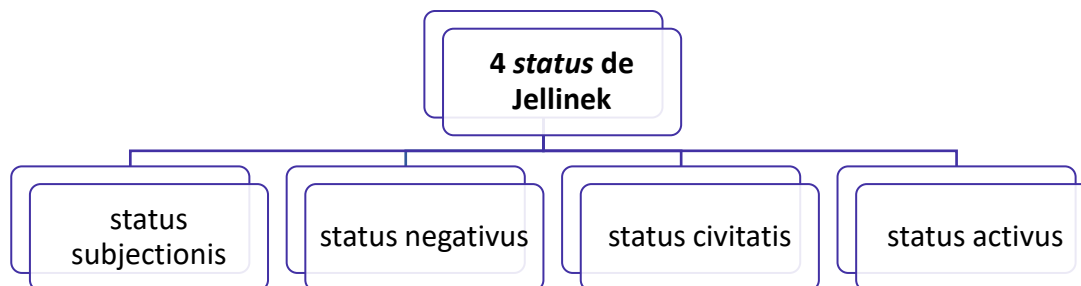 4 status de
Jellinek
status
subjectionis
status negativus
status civitatis
status activus